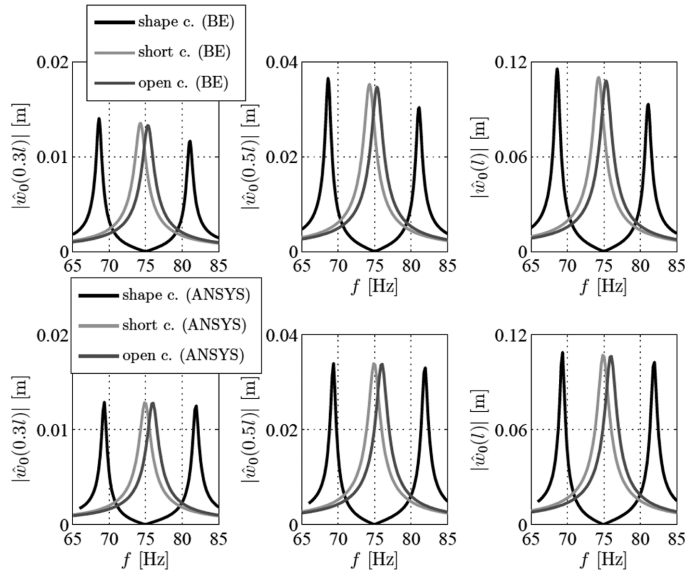 shape c. (BE)
short c. (BE)
open c. (BE)
|ŵ₀(0.3l)| [m]
0.02
0.01
0
65 70 75 80 85
|ŵ₀(0.5l)| [m]
0.04
0.02
0
65 70 75 80 85
f [Hz]
|ŵ₀(l)| [m]
0.12
0.06
0
65 70 75 80 85
f [Hz]
shape c. (ANSYS)
short c. (ANSYS)
open c. (ANSYS)
|ŵ₀(0.3l)| [m]
0.02
0.01
0
65 70 75 80 85
f [Hz]
|ŵ₀(0.5l)| [m]
0.04
0.02
0
65 70 75 80 85
f [Hz]
|ŵ₀(l)| [m]
0.12
0.06
0
65 70 75 80 85
f [Hz]